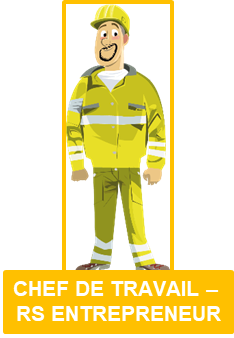 CHEF DE TRAVAIL –
RS ENTREPRENEUR